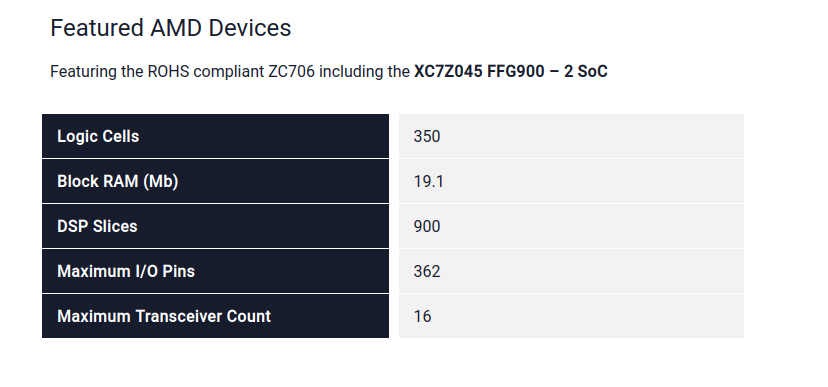 Featured AMD Devices
Featuring the ROHS compliant ZC706 including the XC7Z045 FFG900 – 2 SoC
Logic Cells 350
Block RAM (Mb) 19.1
DSP Slices 900
Maximum I/O Pins 362
Maximum Transceiver Count 16